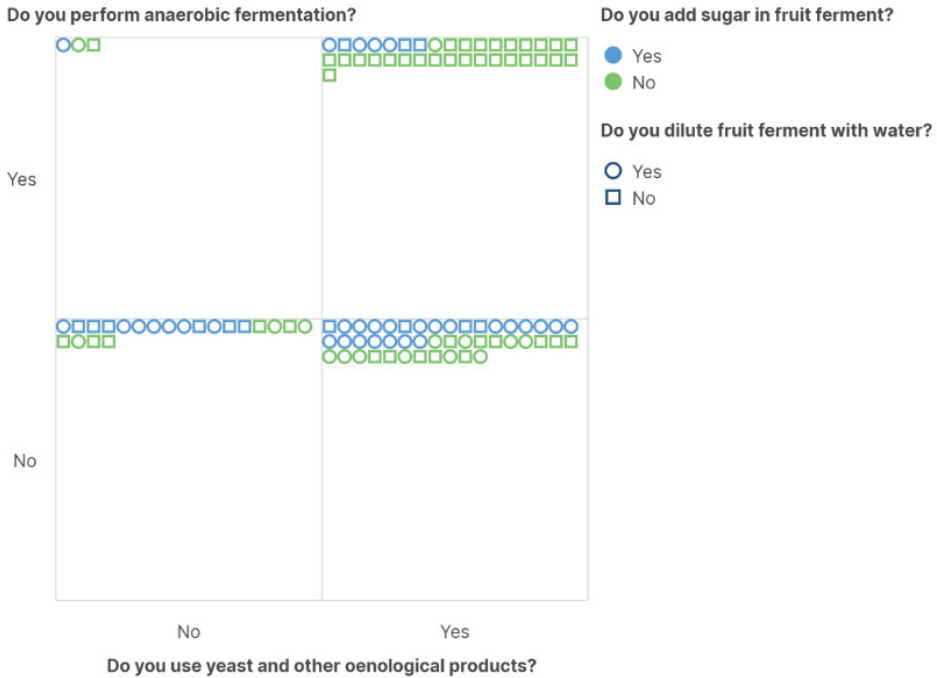 Do you perform anaerobic fermentation?
Do you add sugar in fruit ferment?
Yes
No
Do you dilute fruit ferment with water?
Yes
No
Yes
No
No
Yes
Do you use yeast and other oenological products?